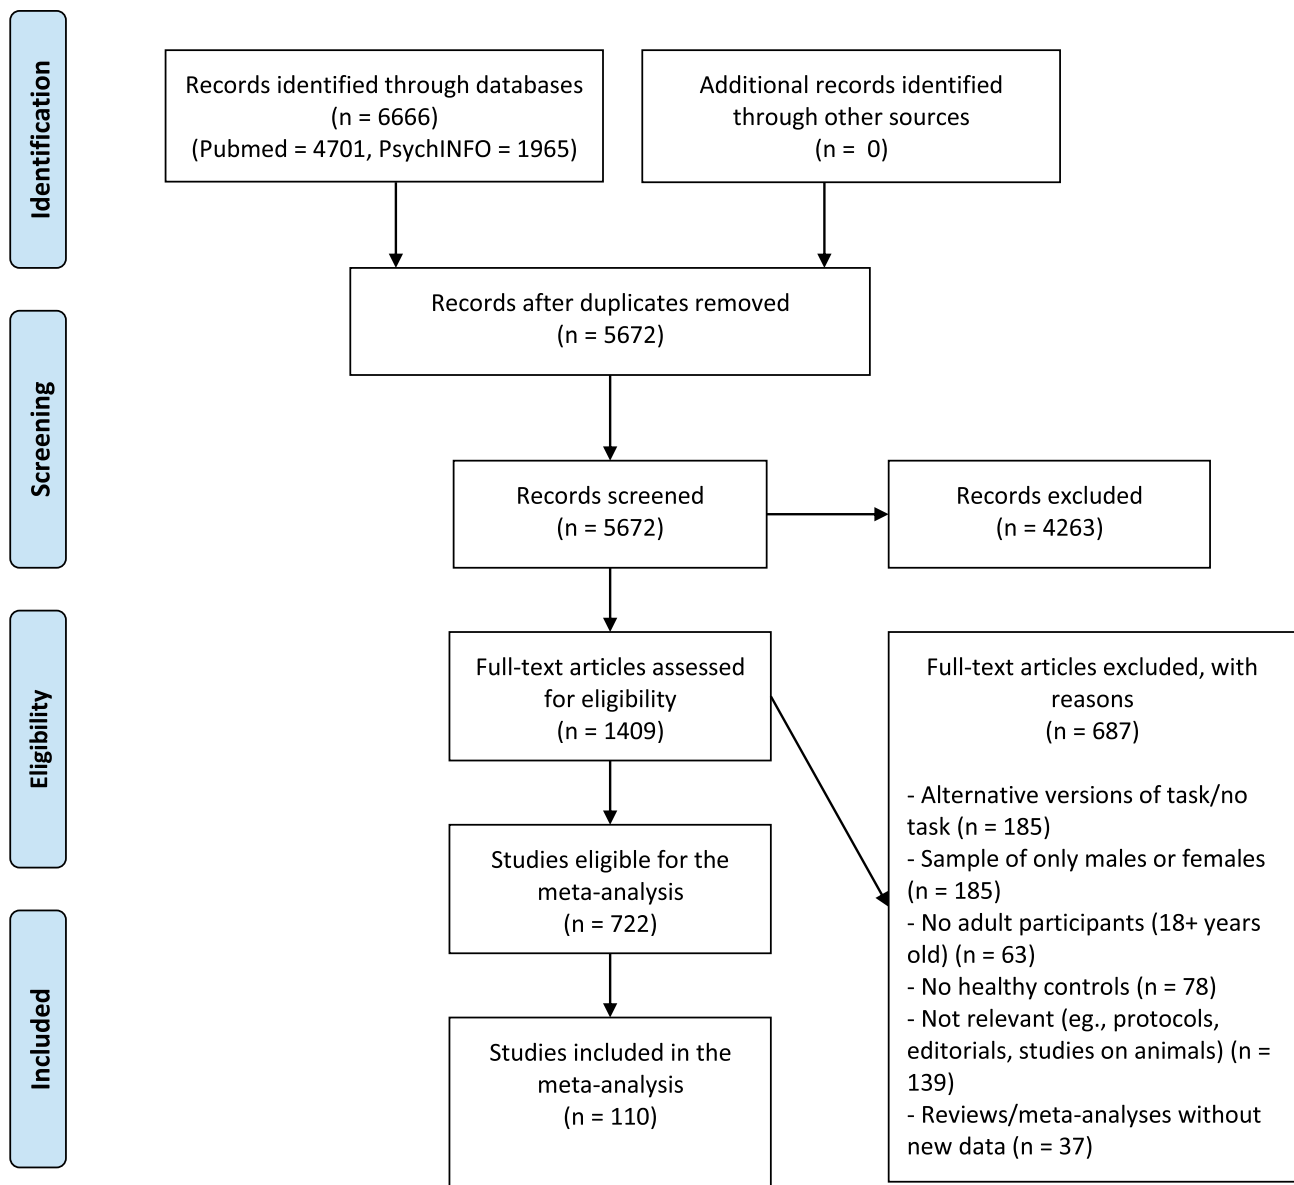 Identification
Records identified through databases
(n = 6666)
(Pubmed = 4701, PsychINFO = 1965)
Additional records identified
through other sources
(n =  0)
Records after duplicates removed
(n = 5672)
Screening
Records screened
(n = 5672)
Records excluded
(n = 4263)
Eligibility
Full-text articles assessed
for eligibility
(n = 1409)
Full-text articles excluded, with
reasons
(n = 687)
- Alternative versions of task/no
task (n = 185)
- Sample of only males or females
(n = 185)
- No adult participants (18+ years
old) (n = 63)
- No healthy controls (n = 78)
- Not relevant (eg., protocols,
editorials, studies on animals) (n =
139)
- Reviews/meta-analyses without
new data (n = 37)
Studies eligible for the
meta-analysis
(n = 722)
Included
Studies included in the
meta-analysis
(n = 110)